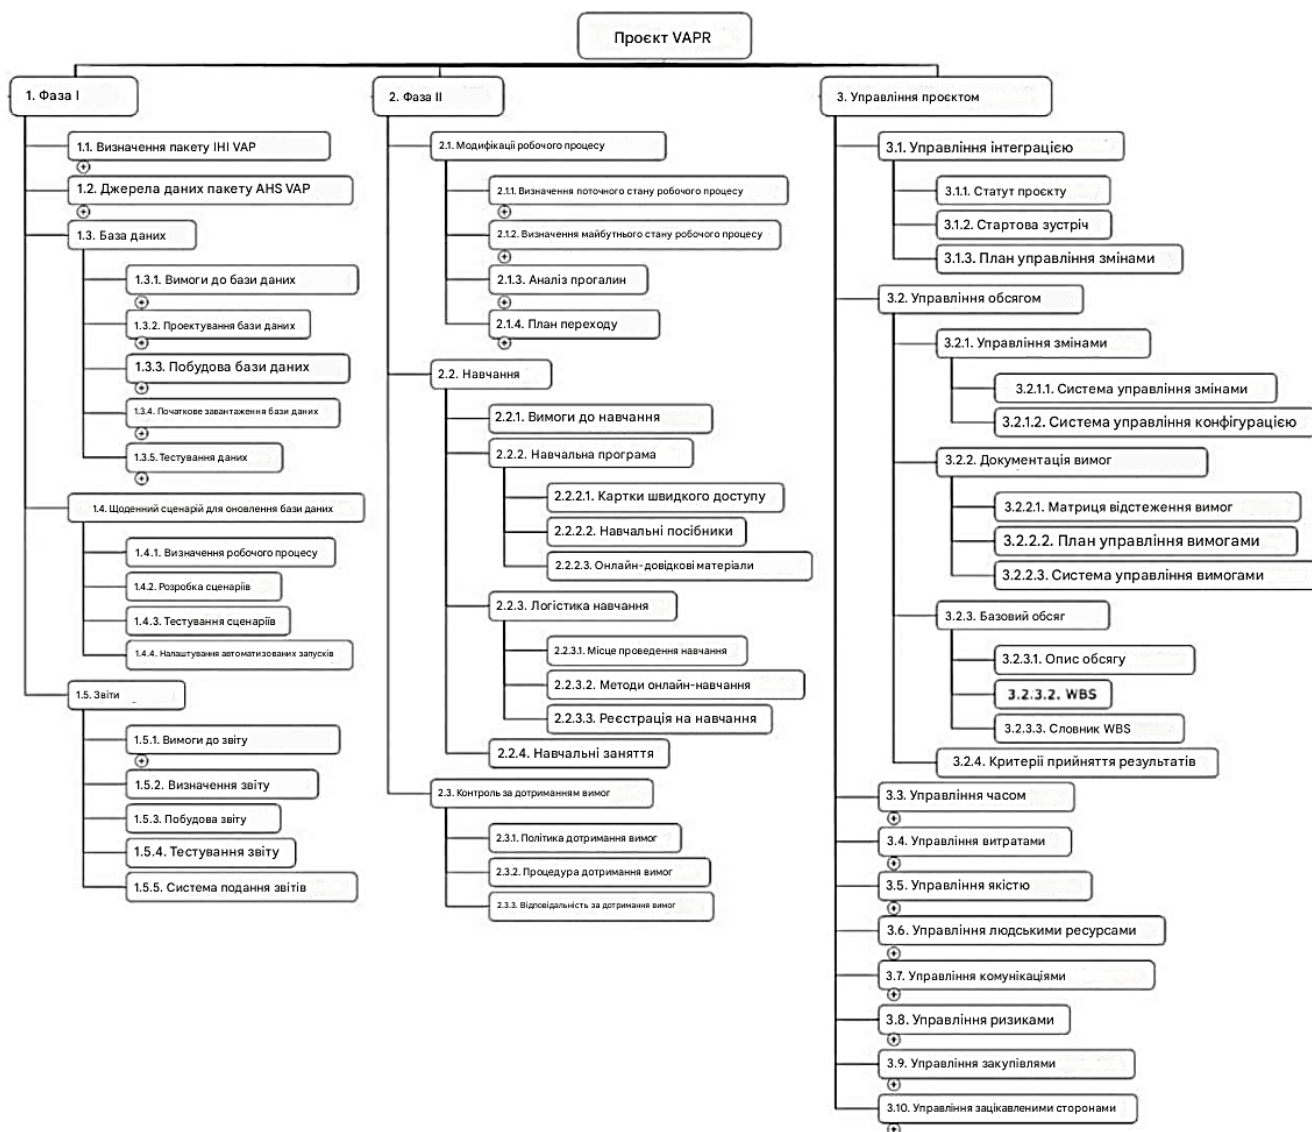 Проєкт VAPR
1. Фаза I
1.1. Визначення пакету IHI VAP
1.2. Джерела даних пакету AHS VAP
1.3. База даних
1.3.1. Вимоги до бази даних
1.3.2. Проектування бази даних
1.3.3. Побудова бази даних
1.3.4. Початкове завантаження бази даних
1.3.5. Тестування даних
1.4. Щоденний сценарій для оновлення бази даних
1.4.1. Визначення робочого процесу
1.4.2. Розробка сценаріїв
1.4.3. Тестування сценаріїв
1.4.4. Налаштування автоматизованих запусків
1.5. Звіти
1.5.1. Вимоги до звіту
1.5.2. Визначення звіту
1.5.3. Побудова звіту
1.5.4. Тестування звіту
1.5.5. Система подання звітів
2. Фаза II
2.1. Модифікації робочого процесу
2.1.1. Визначення поточного стану робочого процесу
2.1.2. Визначення майбутнього стану робочого процесу
2.1.3. Аналіз прогалин
2.1.4. План переходу
2.2. Навчання
2.2.1. Вимоги до навчання
2.2.2. Навчальна програма
2.2.2.1. Картки швидкого доступу
2.2.2.2. Навчальні посібники
2.2.2.3. Онлайн-довідкові матеріали
2.2.3. Логістика навчання
2.2.3.1. Місце проведення навчання
2.2.3.2. Методи онлайн-навчання
2.2.3.3. Реєстрація на навчання
2.2.4. Навчальні заняття
2.3. Контроль за дотриманням вимог
2.3.1. Політика дотримання вимог
2.3.2. Процедура дотримання вимог
2.3.3. Відповідальність за дотримання вимог
3. Управління проєктом
3.1. Управління інтеграцією
3.1.1. Статут проєкту
3.1.2. Стартова зустріч
3.1.3. План управління змінами
3.2. Управління обсягом
3.2.1. Управління змінами
3.2.1.1. Система управління змінами
3.2.1.2. Система управління конфігурацією
3.2.2. Документація вимог
3.2.2.1. Матриця відстеження вимог
3.2.2.2. План управління вимогами
3.2.2.3. Система управління вимогами
3.2.3. Базовий обсяг
3.2.3.1. Опис обсягу
3.2.3.2. WBS
3.2.3.3. Словник WBS
3.2.4. Критерії прийняття результатів
3.3. Управління часом
3.4. Управління витратами
3.5. Управління якістю
3.6. Управління людськими ресурсами
3.7. Управління комунікаціями
3.8. Управління ризиками
3.9. Управління закупівлями
3.10. Управління зацікавленими сторонами